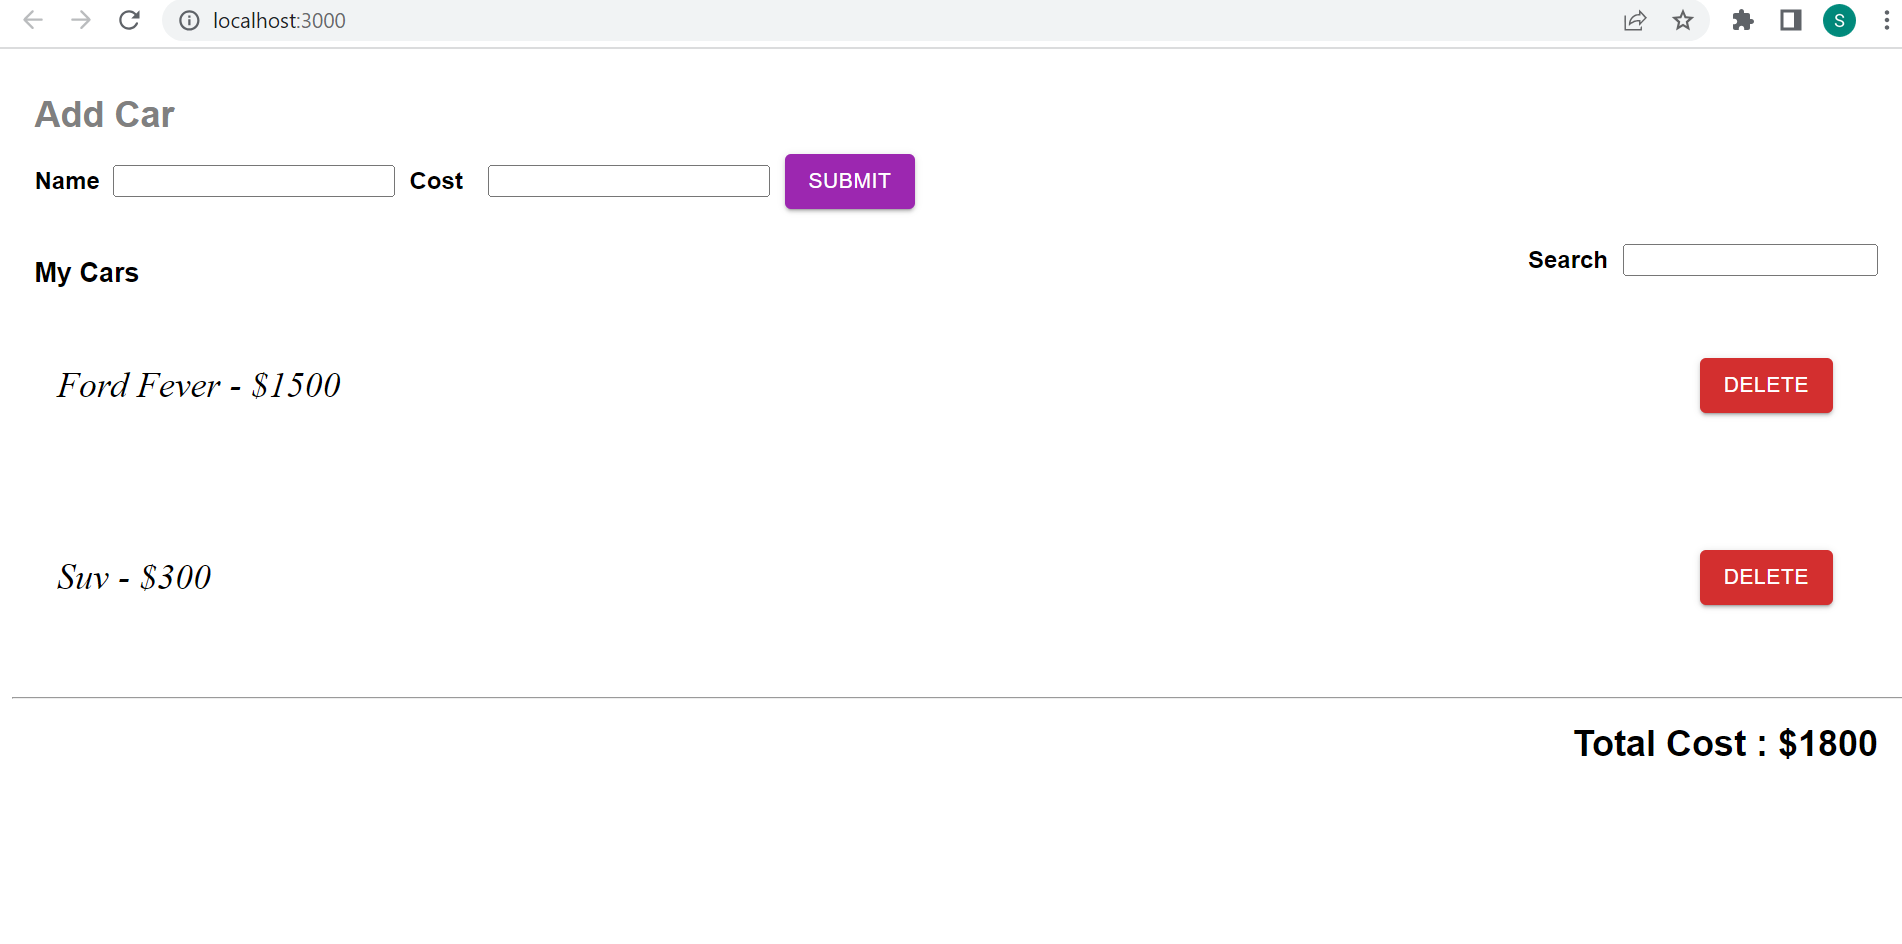 localhost:3000
S
Add Car
Name Cost SUBMIT
My Cars
Search
Ford Fever - $1500 DELETE
Suv - $300 DELETE
Total Cost : $1800